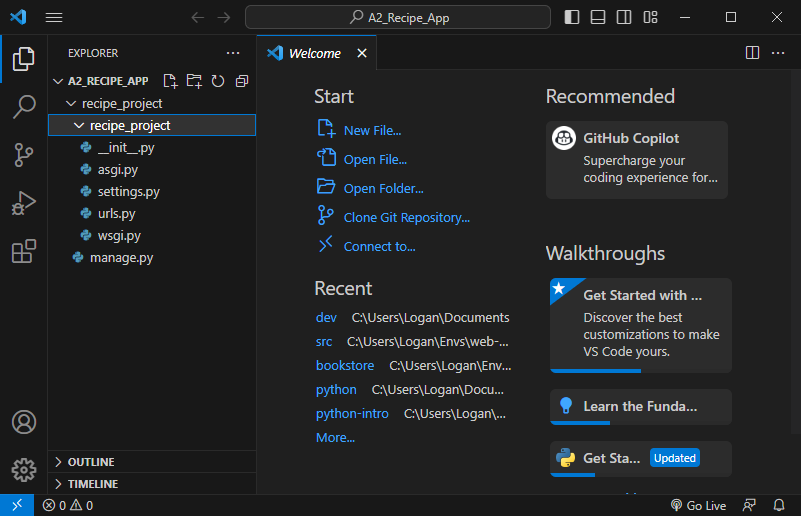 A2_Recipe_App
EXPLORER
A2_RECIPE_APP
recipe_project
recipe_project
__init__.py
asgi.py
settings.py
urls.py
wsgi.py
manage.py
OUTLINE
TIMELINE
Welcome
Start
New File...
Open File...
Open Folder...
Clone Git Repository...
Connect to...
Recent
dev C:\Users\Logan\Documents
src C:\Users\Logan\Envs\web-...
bookstore C:\Users\Logan\Env...
python C:\Users\Logan\Docu...
python-intro C:\Users\Logan\...
More...
Recommended
GitHub Copilot
Supercharge your
coding experience for...
Walkthroughs
Get Started with ...
Discover the best
customizations to make
VS Code yours.
Learn the Funda...
Get Sta... Updated
0 0
Go Live